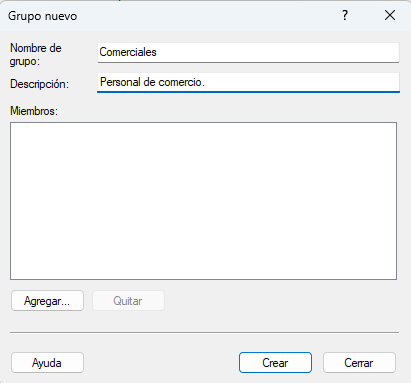 Grupo nuevo
?
Nombre de
grupo:
Comerciales
Descripción:
Personal de comercio.
Miembros:
Agregar...
Quitar
Ayuda
Crear
Cerrar